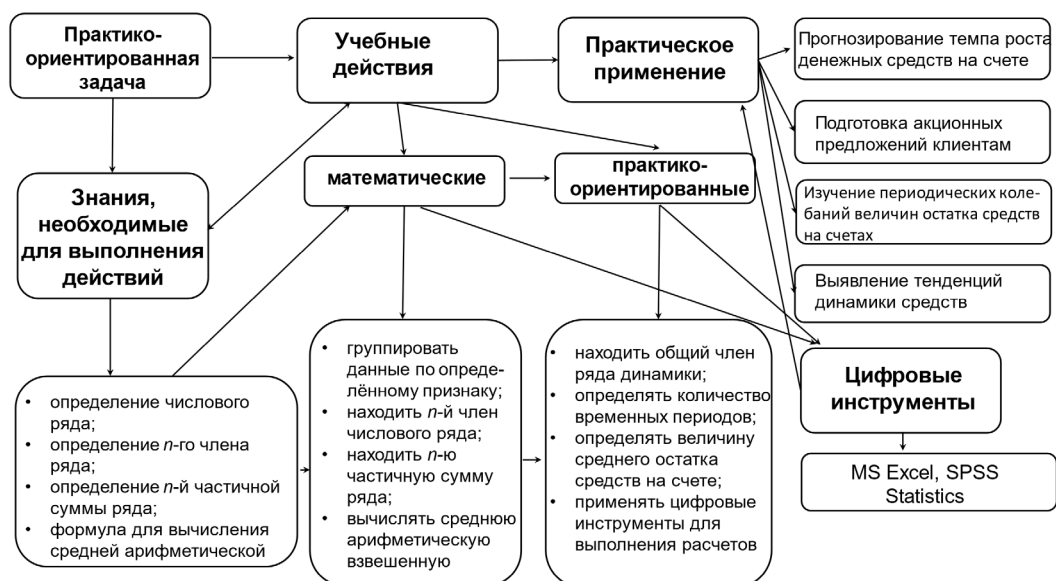 Практико-
ориентированная
задача
Учебные
действия
Практическое
применение
Прогнозирование темпа роста
денежных средств на счете
Подготовка акционных
предложений клиентам
Изучение периодических коле-
баний величин остатка средств
на счетах
Выявление тенденций
динамики средств
Знания,
необходимые
для выполнения
действий
математические
практико-
ориентированные
• определение числового
ряда;
• определение n-го члена
ряда;
• определение n-й частичной
суммы ряда;
• формула для вычисления
средней арифметической
• группировать
данные по опреде-
лённому признаку;
• находить n-й член
числового ряда;
• находить n-ю
частичную сумму
ряда;
• вычислять среднюю
арифметическую
взвешенную
• находить общий член
ряда динамики;
• определять количество
временных периодов;
• определять величину
среднего остатка
средств на счете;
• применять цифровые
инструменты для
выполнения расчетов
Цифровые
инструменты
MS Excel, SPSS
Statistics